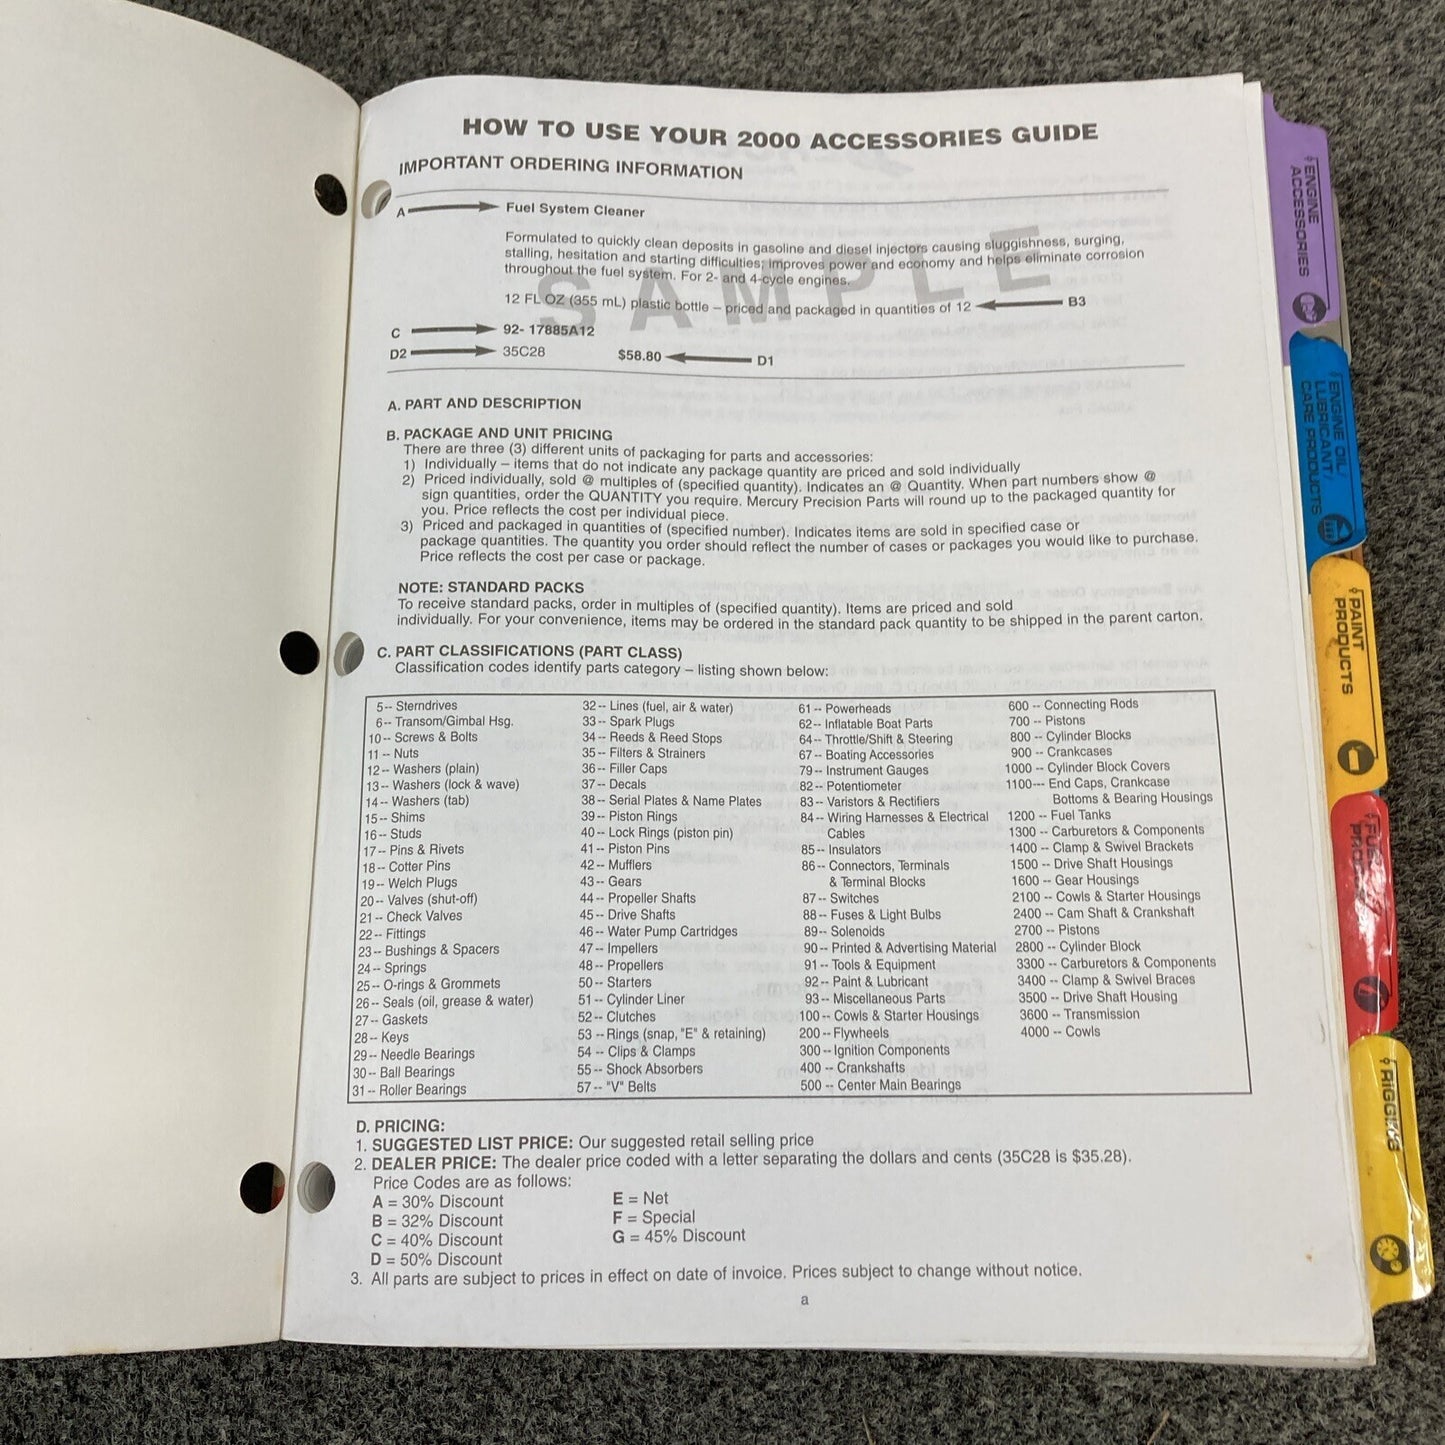 HOW TO USE YOUR 2000 ACCESSORIES GUIDE
IMPORTANT ORDERING INFORMATION
A Fuel System Cleaner
Formulated to quickly clean deposits in gasoline and diesel injectors causing sluggishness, surging,
stalling, hesitation and starting difficulties; improves power and economy and helps eliminate corrosion
throughout the fuel system. For 2- and 4-cycle engines.
SAMPLE
12 FL OZ (355 mL) plastic bottle – priced and packaged in quantities of 12 B3
C 92- 17885A12
D2 35C28 $58.80 D1
A. PART AND DESCRIPTION
B. PACKAGE AND UNIT PRICING
There are three (3) different units of packaging for parts and accessories:
1) Individually – items that do not indicate any package quantity are priced and sold individually
2) Priced individually, sold @ multiples of (specified quantity). Indicates an @ Quantity. When part numbers show @
sign quantities, order the QUANTITY you require. Mercury Precision Parts will round up to the packaged quantity for
you. Price reflects the cost per individual piece.
3) Priced and packaged in quantities of (specified number). Indicates items are sold in specified case or
package quantities. The quantity you order should reflect the number of cases or packages you would like to purchase.
Price reflects the cost per case or package.
NOTE: STANDARD PACKS
To receive standard packs, order in multiples of (specified quantity). Items are priced and sold
individually. For your convenience, items may be ordered in the standard pack quantity to be shipped in the parent carton.
C. PART CLASSIFICATIONS (PART CLASS)
Classification codes identify parts category – listing shown below:
5-- Sterndrives
6-- Transom/Gimbal Hsg.
10-- Screws & Bolts
11-- Nuts
12-- Washers (plain)
13-- Washers (lock & wave)
14-- Washers (tab)
15-- Shims
16-- Studs
17-- Pins & Rivets
18-- Cotter Pins
19-- Welch Plugs
20-- Valves (shut-off)
21-- Check Valves
22-- Fittings
23-- Bushings & Spacers
24-- Springs
25-- O-rings & Grommets
26-- Seals (oil, grease & water)
27-- Gaskets
28-- Keys
29-- Needle Bearings
30-- Ball Bearings
31-- Roller Bearings
32-- Lines (fuel, air & water)
33-- Spark Plugs
34-- Reeds & Reed Stops
35-- Filters & Strainers
36-- Filler Caps
37-- Decals
38-- Serial Plates & Name Plates
39-- Piston Rings
40-- Lock Rings (piston pin)
41-- Piston Pins
42-- Mufflers
43-- Gears
44-- Propeller Shafts
45-- Drive Shafts
46-- Water Pump Cartridges
47-- Impellers
48-- Propellers
50-- Starters
51-- Cylinder Liner
52-- Clutches
53-- Rings (snap, "E" & retaining)
54-- Clips & Clamps
55-- Shock Absorbers
57-- "V" Belts
61-- Powerheads
62-- Inflatable Boat Parts
64-- Throttle/Shift & Steering
67-- Boating Accessories
79-- Instrument Gauges
82-- Potentiometer
83-- Varistors & Rectifiers
84-- Wiring Harnesses & Electrical
Cables
85-- Insulators
86-- Connectors, Terminals
& Terminal Blocks
87-- Switches
88-- Fuses & Light Bulbs
89-- Solenoids
90-- Printed & Advertising Material
91-- Tools & Equipment
92-- Paint & Lubricant
93-- Miscellaneous Parts
100-- Cowls & Starter Housings
200-- Flywheels
300-- Ignition Components
400-- Crankshafts
500-- Center Main Bearings
600-- Connecting Rods
700-- Pistons
800-- Cylinder Blocks
900-- Crankcases
1000-- Cylinder Block Covers
1100--- End Caps, Crankcase
Bottoms & Bearing Housings
1200-- Fuel Tanks
1300-- Carburetors & Components
1400-- Clamp & Swivel Brackets
1500-- Drive Shaft Housings
1600-- Gear Housings
2100-- Cowls & Starter Housings
2400-- Cam Shaft & Crankshaft
2700-- Pistons
2800-- Cylinder Block
3300-- Carburetors & Components
3400-- Clamp & Swivel Braces
3500-- Drive Shaft Housing
3600-- Transmission
4000-- Cowls
D. PRICING:
1. SUGGESTED LIST PRICE: Our suggested retail selling price
2. DEALER PRICE: The dealer price coded with a letter separating the dollars and cents (35C28 is $35.28).
Price Codes are as follows:
A = 30% Discount
B = 32% Discount
C = 40% Discount
D = 50% Discount
E = Net
F = Special
G = 45% Discount
3. All parts are subject to prices in effect on date of invoice. Prices subject to change without notice.
a
ENGINE
ACCESSORIES
ENGINE OIL/
LUBRICANT/
CARE PRODUCTS
PAINT
PRODUCTS